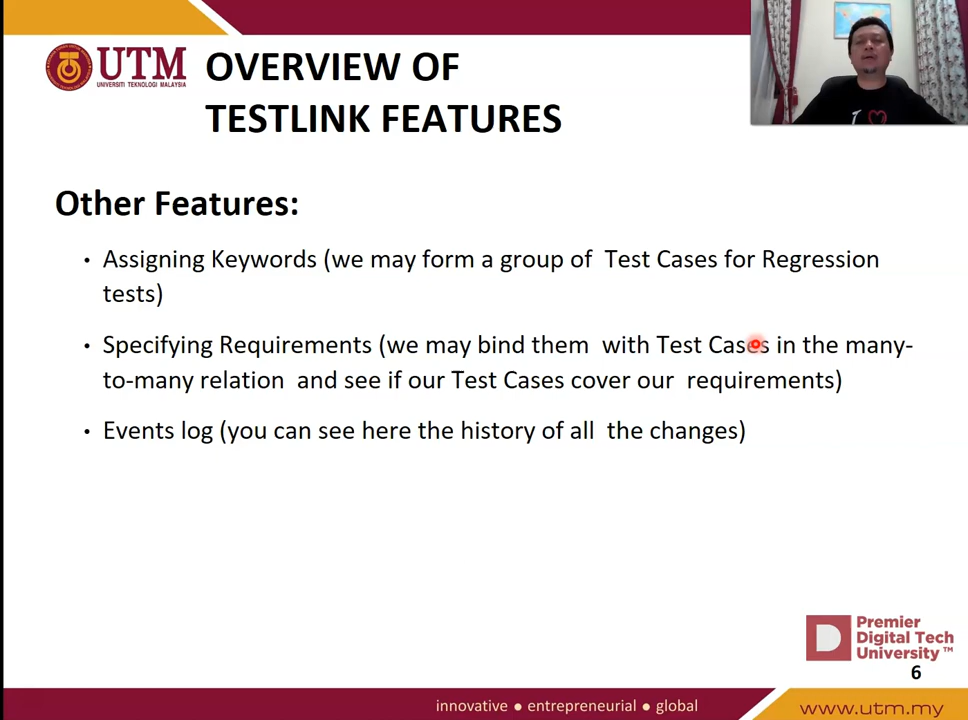 UTM
UNIVERSITI TEKNOLOGI MALAYSIA
OVERVIEW OF
TESTLINK FEATURES
I
Other Features:
• Assigning Keywords (we may form a group of Test Cases for Regression
tests)
• Specifying Requirements (we may bind them with Test Cases in the many-
to-many relation and see if our Test Cases cover our requirements)
• Events log (you can see here the history of all the changes)
D
Premier
Digital Tech
University™
6
innovative ● entrepreneurial ● global
www.utm.my